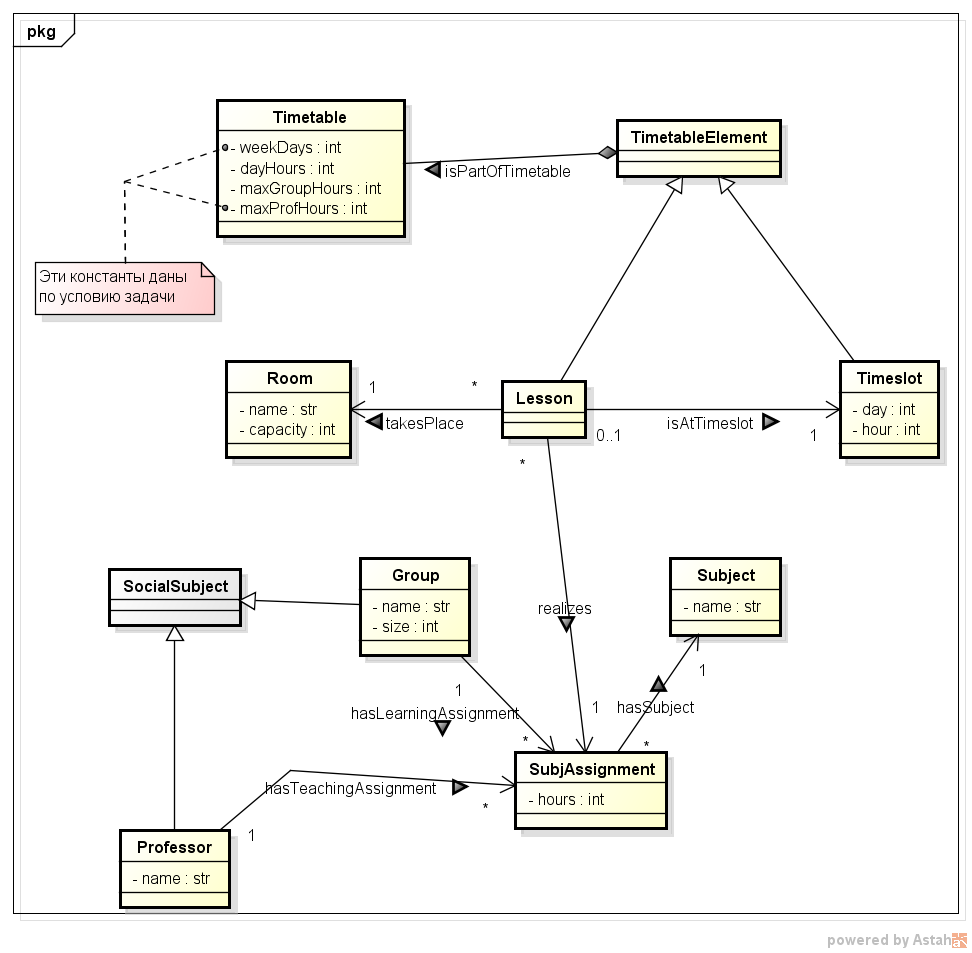 pkg
Timetable
- weekDays : int
- dayHours : int
- maxGroupHours : int
- maxProfHours : int
TimetableElement
isPartOfTimetable
Эти константы даны
по условию задачи
Room
- name : str
- capacity : int
1
*
takesPlace
Lesson
0..1
isAtTimeslot
1
Timeslot
- day : int
- hour : int
*
SocialSubject
Group
- name : str
- size : int
Subject
- name : str
realizes
1
hasLearningAssignment
*
1
hasSubject
1
*
SubjAssignment
- hours : int
hasTeachingAssignment
*
1
Professor
- name : str
powered by Astah